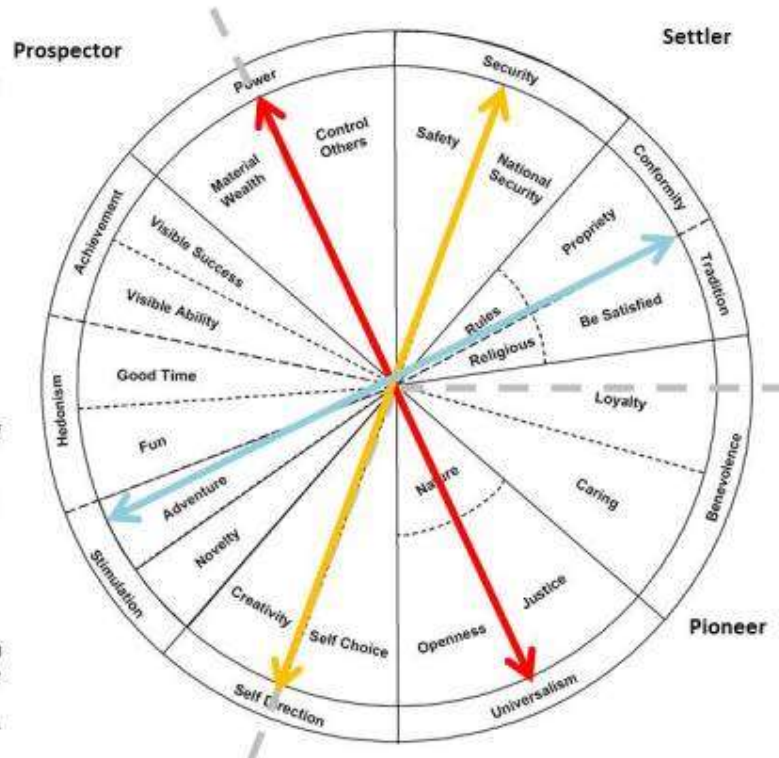 Prospector
Settler
Power
Security
Control
Others
Safety
Material
Wealth
National
Security
Conformity
Achievement
Visible Success
Propriety
Tradition
Visible Ability
Rules
Be Satisfied
Religious
Good Time
Hedonism
Loyalty
Fun
Nature
Caring
Benevolence
Adventure
Novelty
Stimulation
Creativity
Self Choice
Openness
Justice
Pioneer
Self Direction
Universalism